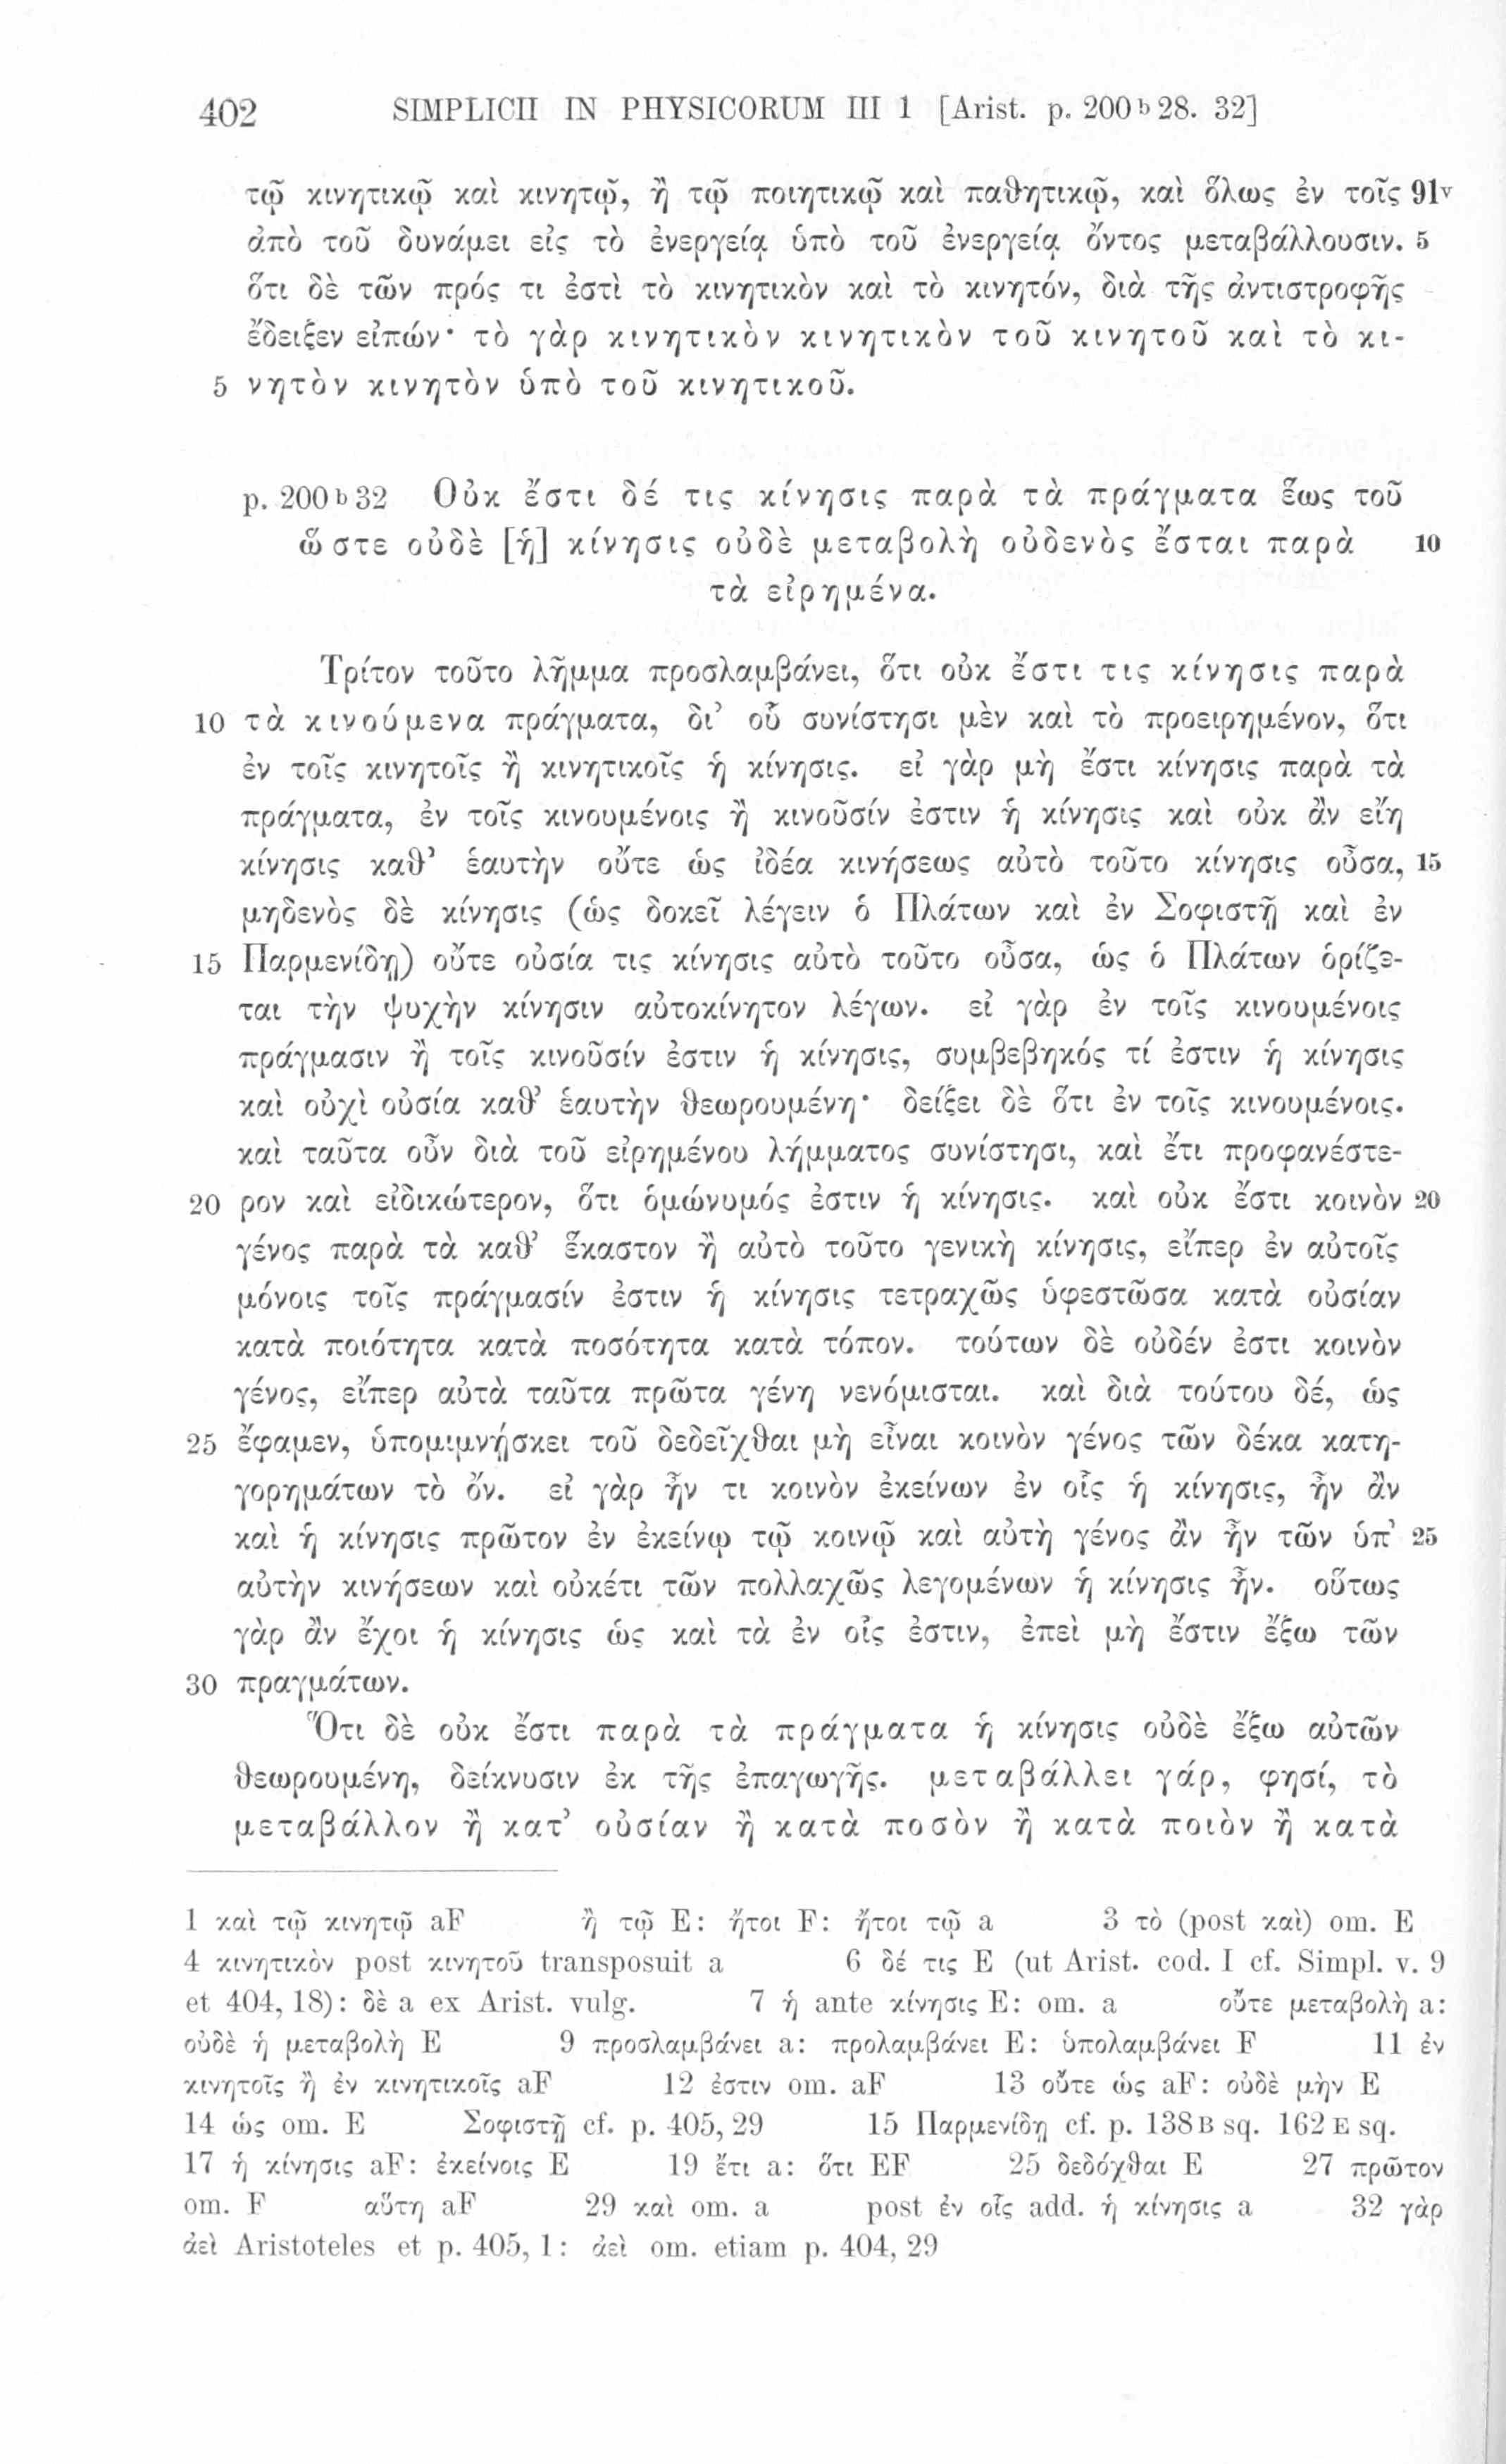 402 SIMPLICII IN PHYSICORUM III 1 [Arist. p. 200ᵇ28. 32]
τῷ κινητικῷ καὶ κινητῷ, ἢ τῷ ποιητικῷ καὶ παθητικῷ, καὶ ὅλως ἐν τοῖς 91ᵛ
ἀπὸ τοῦ δυνάμει εἰς τὸ ἐνεργείᾳ ὑπὸ τοῦ ἐνεργείᾳ ὄντος μεταβάλλουσιν. 5
ὅτι δὲ τῶν πρός τι ἐστὶ τὸ κινητικὸν καὶ τὸ κινητόν, διὰ τῆς ἀντιστροφῆς
ἔδειξεν εἰπών· τὸ γὰρ κινητικὸν κινητικὸν τοῦ κινητοῦ καὶ τὸ κι-
5 νητὸν κινητὸν ὑπὸ τοῦ κινητικοῦ.
p. 200ᵇ32 Οὐκ ἔστι δέ τις κίνησις παρὰ τὰ πράγματα ἕως τοῦ
ὥστε οὐδὲ [ἡ] κίνησις οὐδὲ μεταβολὴ οὐδενὸς ἔσται παρὰ 10
τὰ εἰρημένα.
Τρίτον τοῦτο λῆμμα προσλαμβάνει, ὅτι οὐκ ἔστι τις κίνησις παρὰ
10 τὰ κινούμενα πράγματα, δι' οὗ συνίστησι μὲν καὶ τὸ προειρημένον, ὅτι
ἐν τοῖς κινητοῖς ἢ κινητικοῖς ἡ κίνησις. εἰ γὰρ μὴ ἔστι κίνησις παρὰ τὰ
πράγματα, ἐν τοῖς κινουμένοις ἢ κινοῦσίν ἐστιν ἡ κίνησις καὶ οὐκ ἂν εἴη
κίνησις καθ' ἑαυτὴν οὔτε ὡς ἰδέα κινήσεως αὐτὸ τοῦτο κίνησις οὖσα, 15
μηδενὸς δὲ κίνησις (ὡς δοκεῖ λέγειν ὁ Πλάτων καὶ ἐν Σοφιστῇ καὶ ἐν
15 Παρμενίδῃ) οὔτε οὐσία τις κίνησις αὐτὸ τοῦτο οὖσα, ὡς ὁ Πλάτων ὁρίζε-
ται τὴν ψυχὴν κίνησιν αὐτοκίνητον λέγων. εἰ γὰρ ἐν τοῖς κινουμένοις
πράγμασιν ἢ τοῖς κινοῦσίν ἐστιν ἡ κίνησις, συμβεβηκός τί ἐστιν ἡ κίνησις
καὶ οὐχὶ οὐσία καθ' ἑαυτὴν θεωρουμένη· δείξει δὲ ὅτι ἐν τοῖς κινουμένοις.
καὶ ταῦτα οὖν διὰ τοῦ εἰρημένου λήμματος συνίστησι, καὶ ἔτι προφανέστε-
20 ρον καὶ εἰδικώτερον, ὅτι ὁμώνυμός ἐστιν ἡ κίνησις. καὶ οὐκ ἔστι κοινὸν 20
γένος παρὰ τὰ καθ' ἕκαστον ἢ αὐτὸ τοῦτο γενικὴ κίνησις, εἴπερ ἐν αὐτοῖς
μόνοις τοῖς πράγμασίν ἐστιν ἡ κίνησις τετραχῶς ὑφεστῶσα κατὰ οὐσίαν
κατὰ ποιότητα κατὰ ποσότητα κατὰ τόπον. τούτων δὲ οὐδέν ἐστι κοινὸν
γένος, εἴπερ αὐτὰ ταῦτα πρῶτα γένη νενόμισται. καὶ διὰ τούτου δέ, ὡς
25 ἔφαμεν, ὑπομιμνήσκει τοῦ δεδεῖχθαι μὴ εἶναι κοινὸν γένος τῶν δέκα κατη-
γορημάτων τὸ ὄν. εἰ γὰρ ἦν τι κοινὸν ἐκείνων ἐν οἷς ἡ κίνησις, ἦν ἂν
καὶ ἡ κίνησις πρῶτον ἐν ἐκείνῳ τῷ κοινῷ καὶ αὐτὴ γένος ἂν ἦν τῶν ὑπ' 25
αὐτὴν κινήσεων καὶ οὐκέτι τῶν πολλαχῶς λεγομένων ἡ κίνησις ἦν. οὕτως
γὰρ ἂν ἔχοι ἡ κίνησις ὡς καὶ τὰ ἐν οἷς ἐστιν, ἐπεὶ μὴ ἔστιν ἔξω τῶν
30 πραγμάτων.
Ὅτι δὲ οὐκ ἔστι παρὰ τὰ πράγματα ἡ κίνησις οὐδὲ ἔξω αὐτῶν
θεωρουμένη, δείκνυσιν ἐκ τῆς ἐπαγωγῆς. μεταβάλλει γάρ, φησί, τὸ
μεταβάλλον ἢ κατ' οὐσίαν ἢ κατὰ ποσὸν ἢ κατὰ ποιὸν ἢ κατὰ
1 καὶ τῷ κινητῷ aF ἢ τῷ E: ἤτοι F: ἤτοι τῷ a 3 τὸ (post καὶ) om. E
4 κινητικὸν post κινητοῦ transposuit a 6 δέ τις E (ut Arist. cod. I cf. Simpl. v. 9
et 404, 18): δὲ a ex Arist. vulg. 7 ἡ ante κίνησις E: om. a οὔτε μεταβολὴ a:
οὐδὲ ἡ μεταβολὴ E 9 προσλαμβάνει a: προλαμβάνει E: ὑπολαμβάνει F 11 ἐν
κινητοῖς ἢ ἐν κινητικοῖς aF 12 ἐστιν om. aF 13 οὔτε ὡς aF: οὐδὲ μὴν E
14 ὡς om. E Σοφιστῇ cf. p. 405, 29 15 Παρμενίδῃ cf. p. 138 B sq. 162 E sq.
17 ἡ κίνησις aF: ἐκείνοις E 19 ἔτι a: ὅτι EF 25 δεδόχθαι E 27 πρῶτον
om. F αὕτη aF 29 καὶ om. a post ἐν οἷς add. ἡ κίνησις a 32 γὰρ
ἀεὶ Aristoteles et p. 405, 1: ἀεὶ om. etiam p. 404, 29